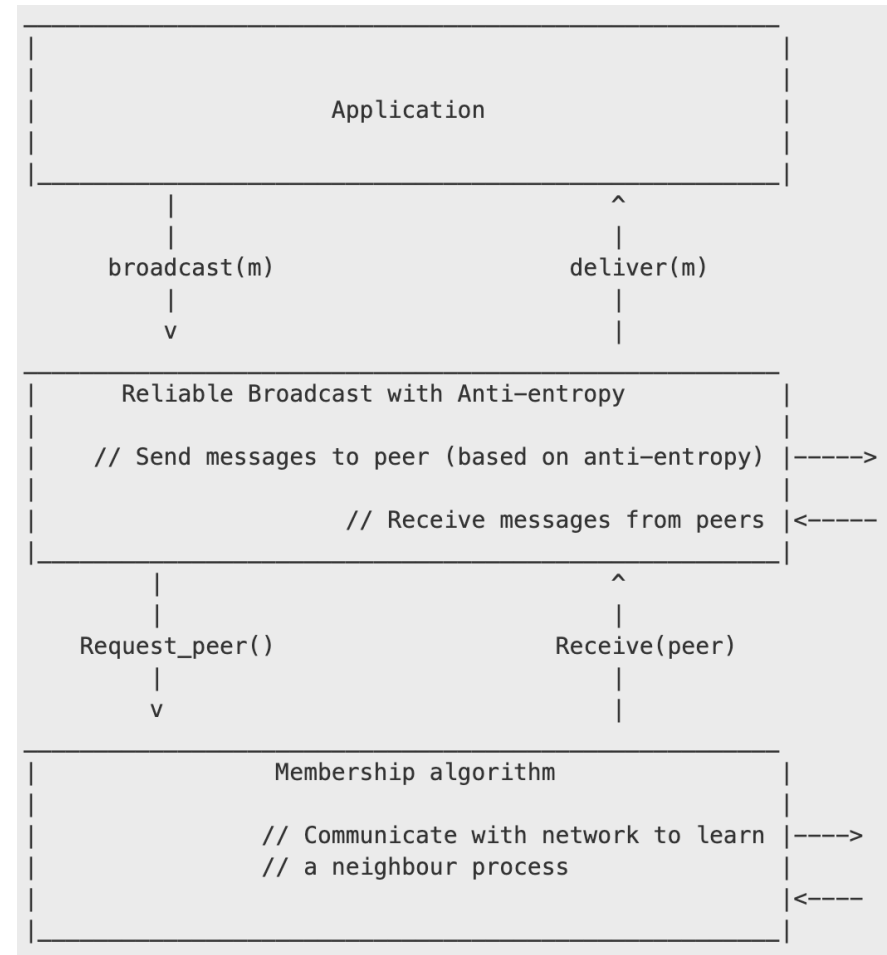 Application
broadcast(m) deliver(m)
Reliable Broadcast with Anti-entropy
// Send messages to peer (based on anti-entropy)
// Receive messages from peers
Request_peer() Receive(peer)
Membership algorithm
// Communicate with network to learn
// a neighbour process